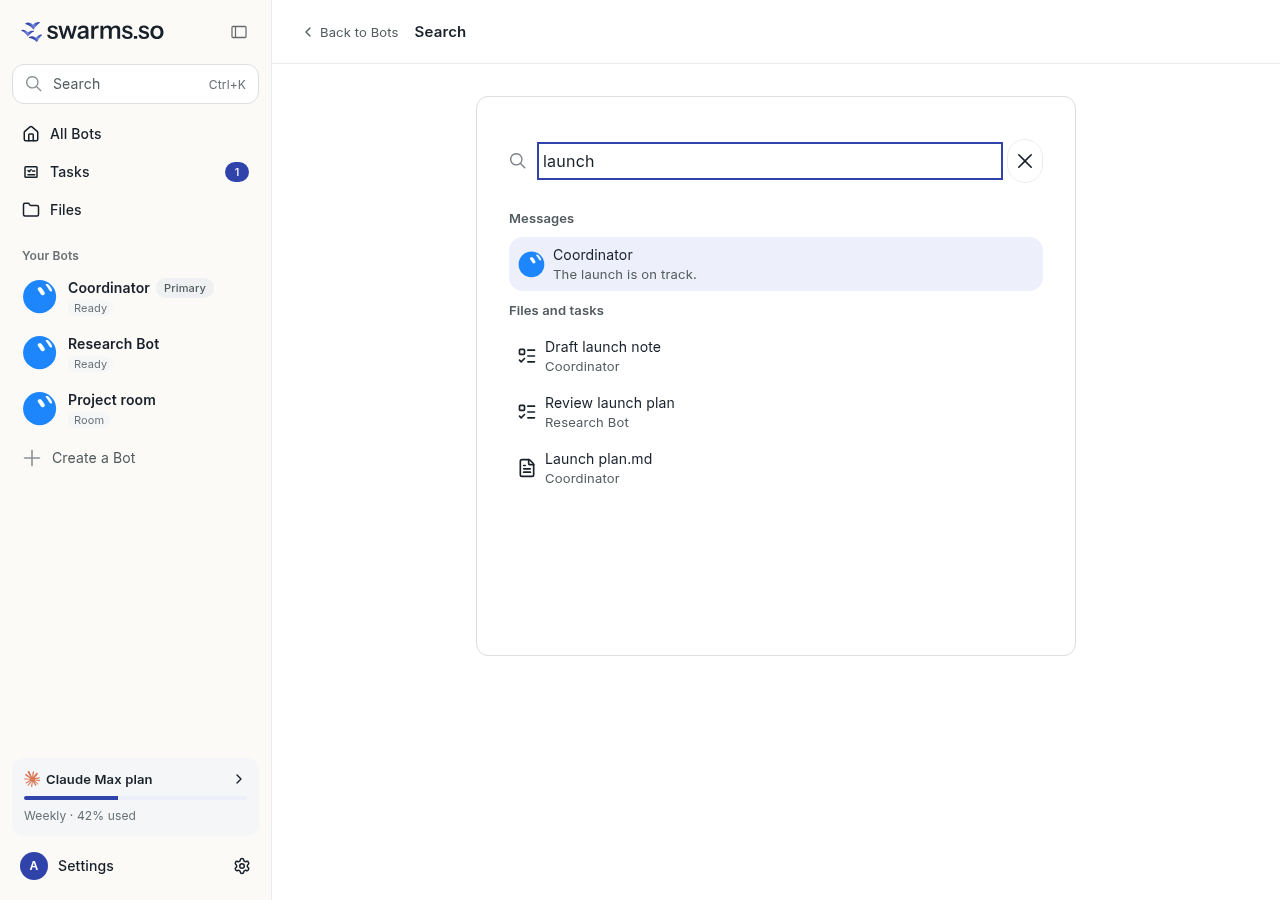 swarms.so
Search Ctrl+K
All Bots
Tasks 1
Files
Your Bots
Coordinator Primary
Ready
Research Bot
Ready
Project room
Room
Create a Bot
Claude Max plan
Weekly · 42% used
A Settings
Back to Bots Search
launch
Messages
Coordinator
The launch is on track.
Files and tasks
Draft launch note
Coordinator
Review launch plan
Research Bot
Launch plan.md
Coordinator